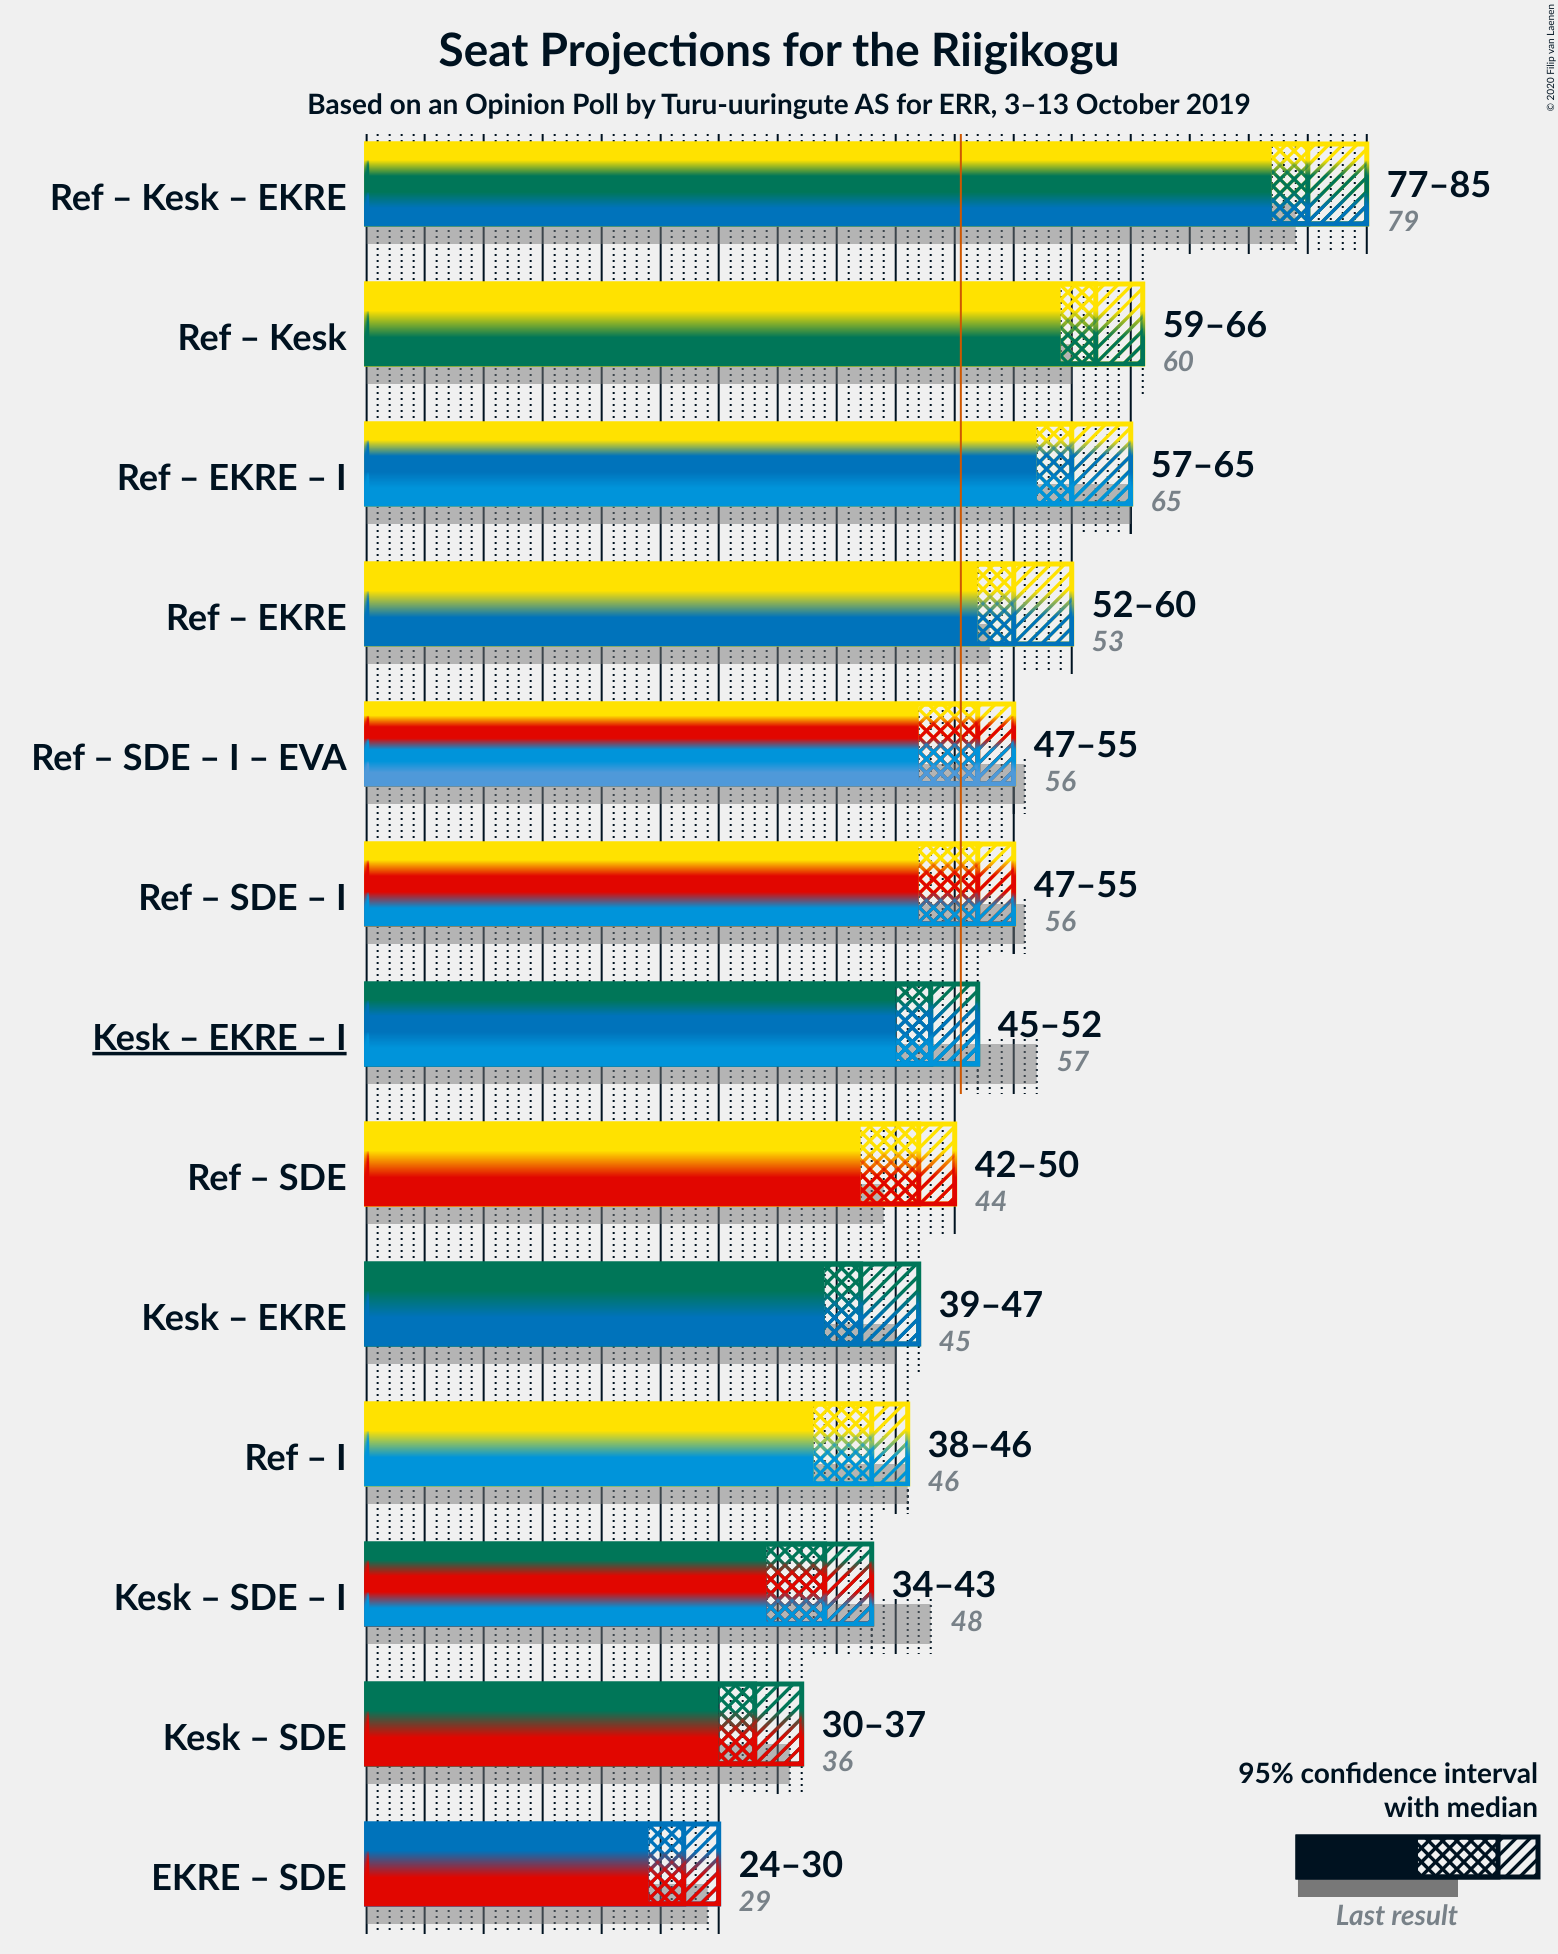 Seat Projections for the Riigikogu
Based on an Opinion Poll by Turu-uuringute AS for ERR, 3–13 October 2019
© 2020 Filip van Laenen
Ref – Kesk – EKRE
77–85
79
Ref – Kesk
59–66
60
Ref – EKRE – I
57–65
65
Ref – EKRE
52–60
53
Ref – SDE – I – EVA
47–55
56
Ref – SDE – I
47–55
56
Kesk – EKRE – I
45–52
57
Ref – SDE
42–50
44
Kesk – EKRE
39–47
45
Ref – I
38–46
46
Kesk – SDE – I
34–43
48
Kesk – SDE
30–37
36
EKRE – SDE
24–30
29
95% confidence interval
with median
Last result